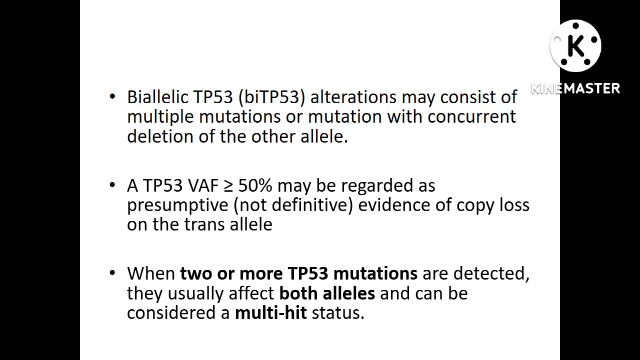 • Biallelic TP53 (biTP53) alterations may consist of
multiple mutations or mutation with concurrent
deletion of the other allele.
• A TP53 VAF ≥ 50% may be regarded as
presumptive (not definitive) evidence of copy loss
on the trans allele
• When two or more TP53 mutations are detected,
they usually affect both alleles and can be
considered a multi-hit status.
K
KINEMASTER